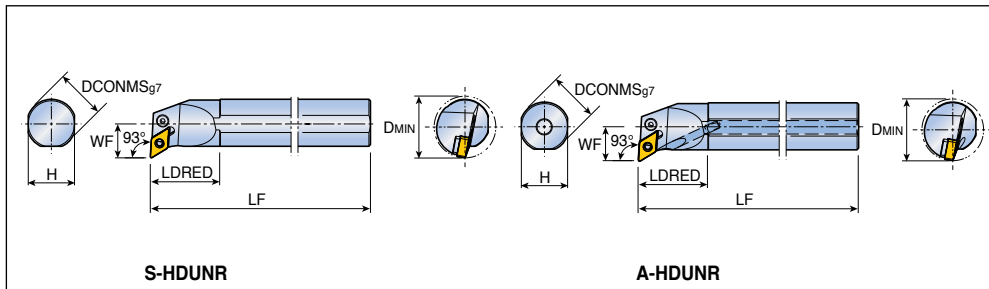 DCONMSg7
DMIN
WF
93°
LDRED
H
LF
S-HDUNR
DCONMSg7
DMIN
WF
93°
LDRED
H
LF
A-HDUNR